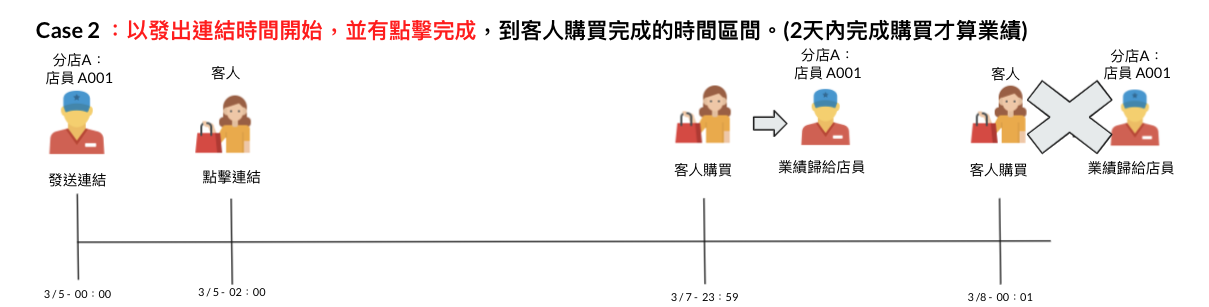 Case 2 ：以發出連結時間開始，並有點擊完成，到客人購買完成的時間區間。(2天內完成購買才算業績)
分店A：
店員 A001
客人
分店A：
店員 A001
客人
分店A：
店員 A001
發送連結
點擊連結
客人購買
業績歸給店員
客人購買
業績歸給店員
3/5 - 00：00
3/5 - 02：00
3/7 - 23：59
3/8 - 00：01